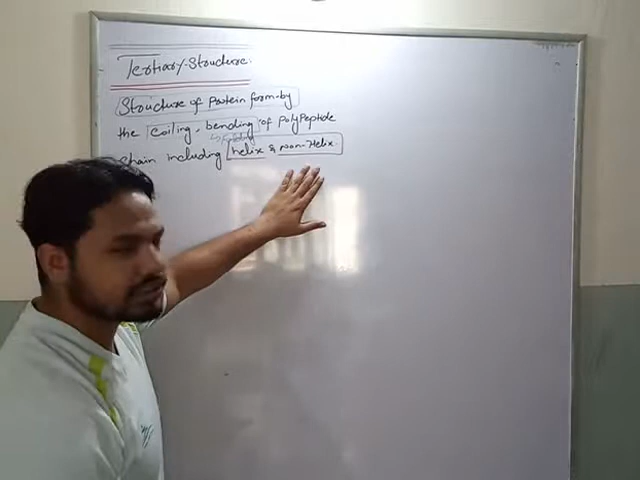 Tertiary-Structure:
Structure of Protein form-by
the Coiling, bending of PolyPeptide
Chain including helix & non-Helix